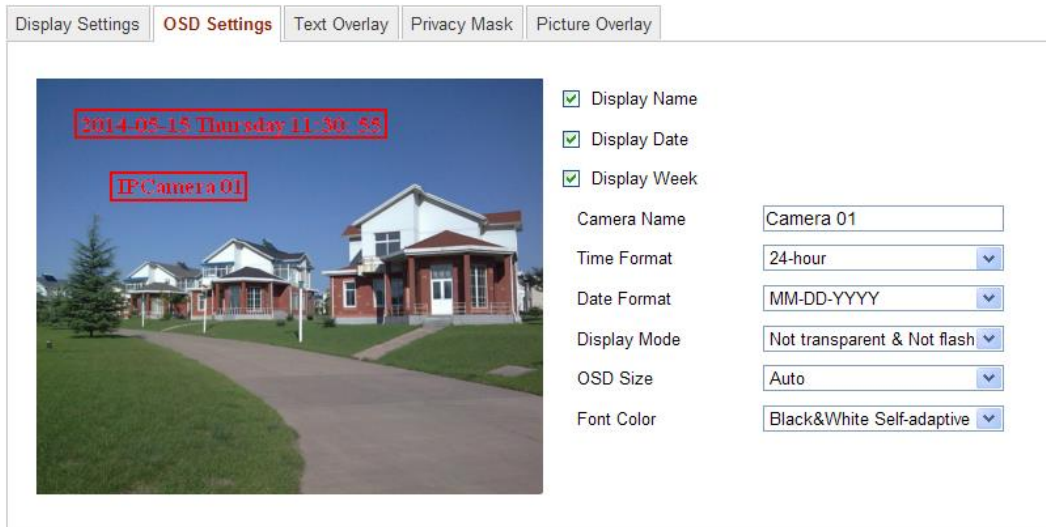 Display Settings OSD Settings Text Overlay Privacy Mask Picture Overlay
2014-05-15 Thursday 11:30: 55
IPCamera 01
Display Name
Display Date
Display Week
Camera Name Camera 01
Time Format 24-hour
Date Format MM-DD-YYYY
Display Mode Not transparent & Not flash
OSD Size Auto
Font Color Black&White Self-adaptive